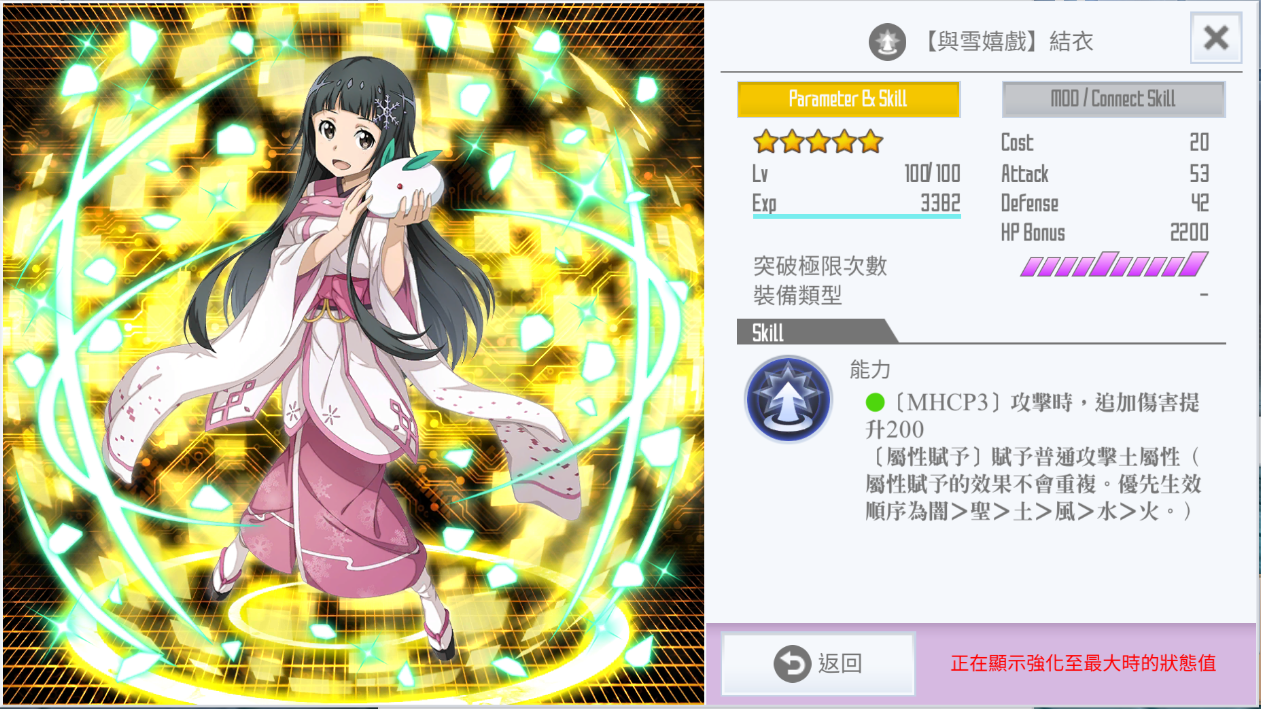 【與雪嬉戲】結衣
Parameter & Skill
MOD / Connect Skill
Lv 100/100
Exp 3382
Cost 20
Attack 53
Defense 42
HP Bonus 2200
突破極限次數
裝備類型 -
Skill
能力
〔MHCP3〕攻擊時，追加傷害提
升200
〔屬性賦予〕賦予普通攻擊土屬性（
屬性賦予的效果不會重複。優先生效
順序為闇＞聖＞土＞風＞水＞火。）
返回
正在顯示強化至最大時的狀態值